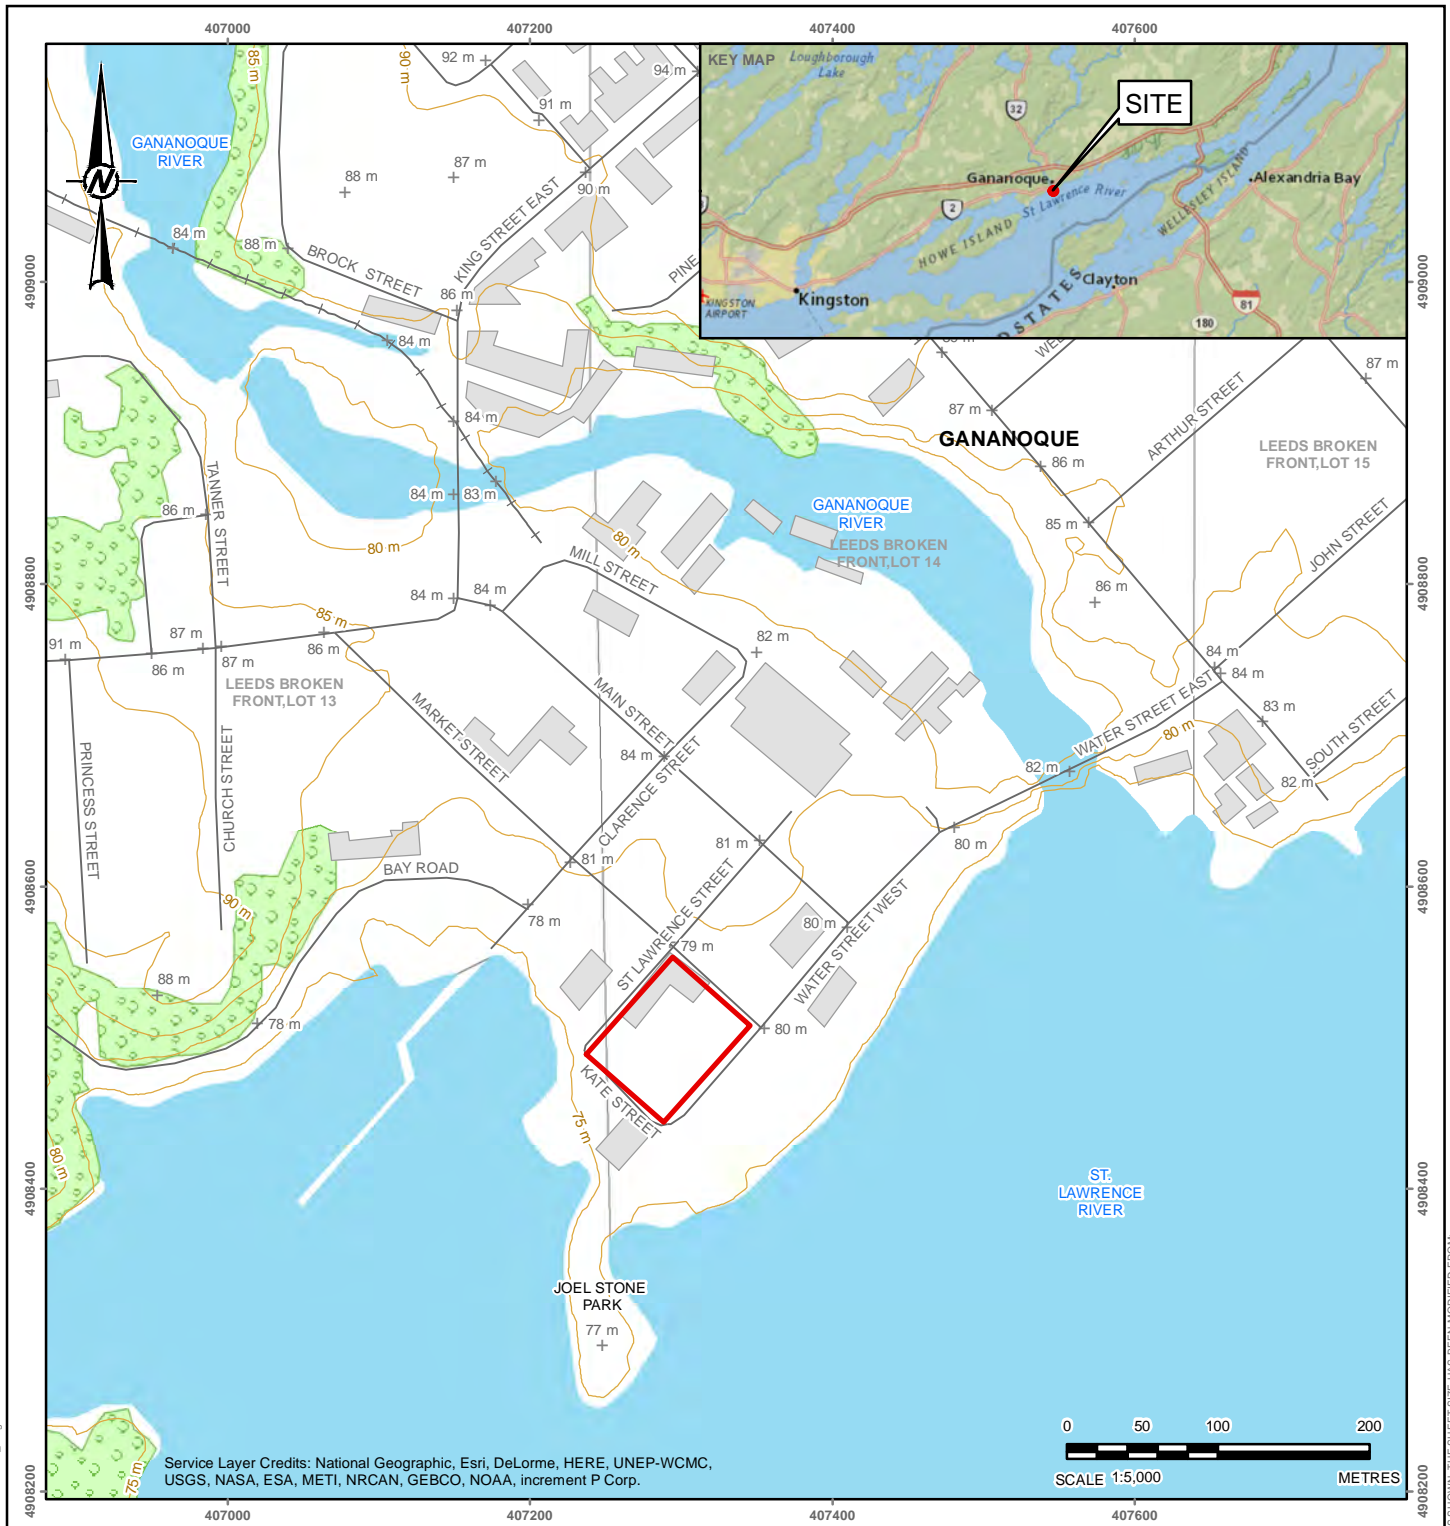 407000
407200
407400
407600
92 m
94 m
85 m
90 m
91 m
KEY MAP
Loughborough
Lake
32
SITE
GANANOQUE
RIVER
88 m
87 m
90 m
Gananoque
St Lawrence River
Alexandria Bay
2
WELLESLEY ISLAND
HOWE ISLAND
84 m
88 m
BROCK STREET
KING STREET EAST
PINE
Clayton
Kingston
KINGSTON
AIRPORT
D STATES
81
180
4909000
4909000
86 m
84 m
87 m
87 m
84 m
GANANOQUE
ARTHUR STREET
LEEDS BROKEN
FRONT,LOT 15
86 m
TANNER STREET
84 m
83 m
86 m
GANANOQUE
RIVER
85 m
80 m
80 m
LEEDS BROKEN
FRONT,LOT 14
JOHN STREET
MILL STREET
4908800
4908800
84 m
84 m
86 m
85 m
91 m
87 m
86 m
87 m
86 m
82 m
84 m
84 m
LEEDS BROKEN
FRONT,LOT 13
MARKET STREET
MAIN STREET
WATER STREET EAST
83 m
80 m
SOUTH STREET
PRINCESS STREET
CHURCH STREET
84 m
CLARENCE STREET
82 m
82 m
81 m
80 m
81 m
BAY ROAD
4908600
4908600
90 m
78 m
ST LAWRENCE STREET
80 m
WATER STREET WEST
79 m
88 m
78 m
80 m
KATE STREET
75 m
80 m
4908400
4908400
ST.
LAWRENCE
RIVER
JOEL STONE
PARK
77 m
0
50
100
200
SCALE 1:5,000
METRES
75 m
Service Layer Credits: National Geographic, Esri, DeLorme, HERE, UNEP-WCMC,
USGS, NASA, ESA, METI, NRCAN, GEBCO, NOAA, increment P Corp.
4908200
4908200
407000
407200
407400
407600